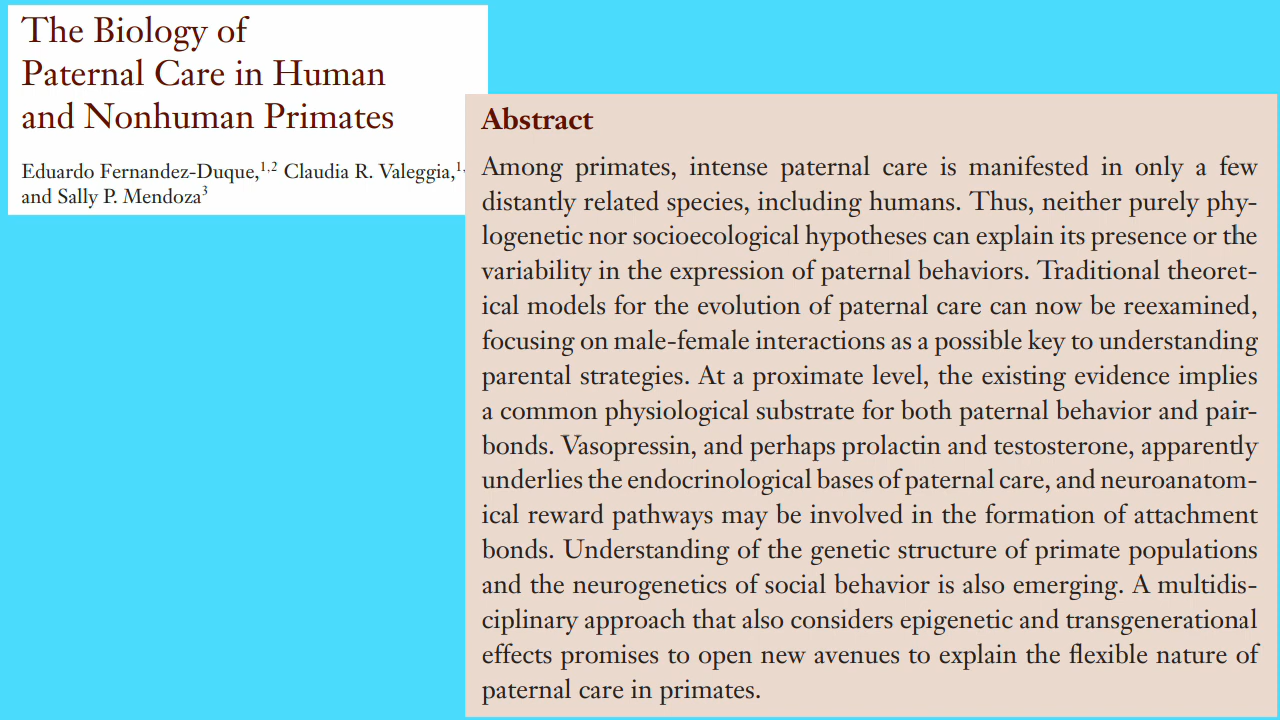 The Biology of
Paternal Care in Human
and Nonhuman Primates
Eduardo Fernandez-Duque,1,2 Claudia R. Valeggia,1,
and Sally P. Mendoza3
Abstract
Among primates, intense paternal care is manifested in only a few
distantly related species, including humans. Thus, neither purely phy-
logenetic nor socioecological hypotheses can explain its presence or the
variability in the expression of paternal behaviors. Traditional theoret-
ical models for the evolution of paternal care can now be reexamined,
focusing on male-female interactions as a possible key to understanding
parental strategies. At a proximate level, the existing evidence implies
a common physiological substrate for both paternal behavior and pair-
bonds. Vasopressin, and perhaps prolactin and testosterone, apparently
underlies the endocrinological bases of paternal care, and neuroanatom-
ical reward pathways may be involved in the formation of attachment
bonds. Understanding of the genetic structure of primate populations
and the neurogenetics of social behavior is also emerging. A multidis-
ciplinary approach that also considers epigenetic and transgenerational
effects promises to open new avenues to explain the flexible nature of
paternal care in primates.